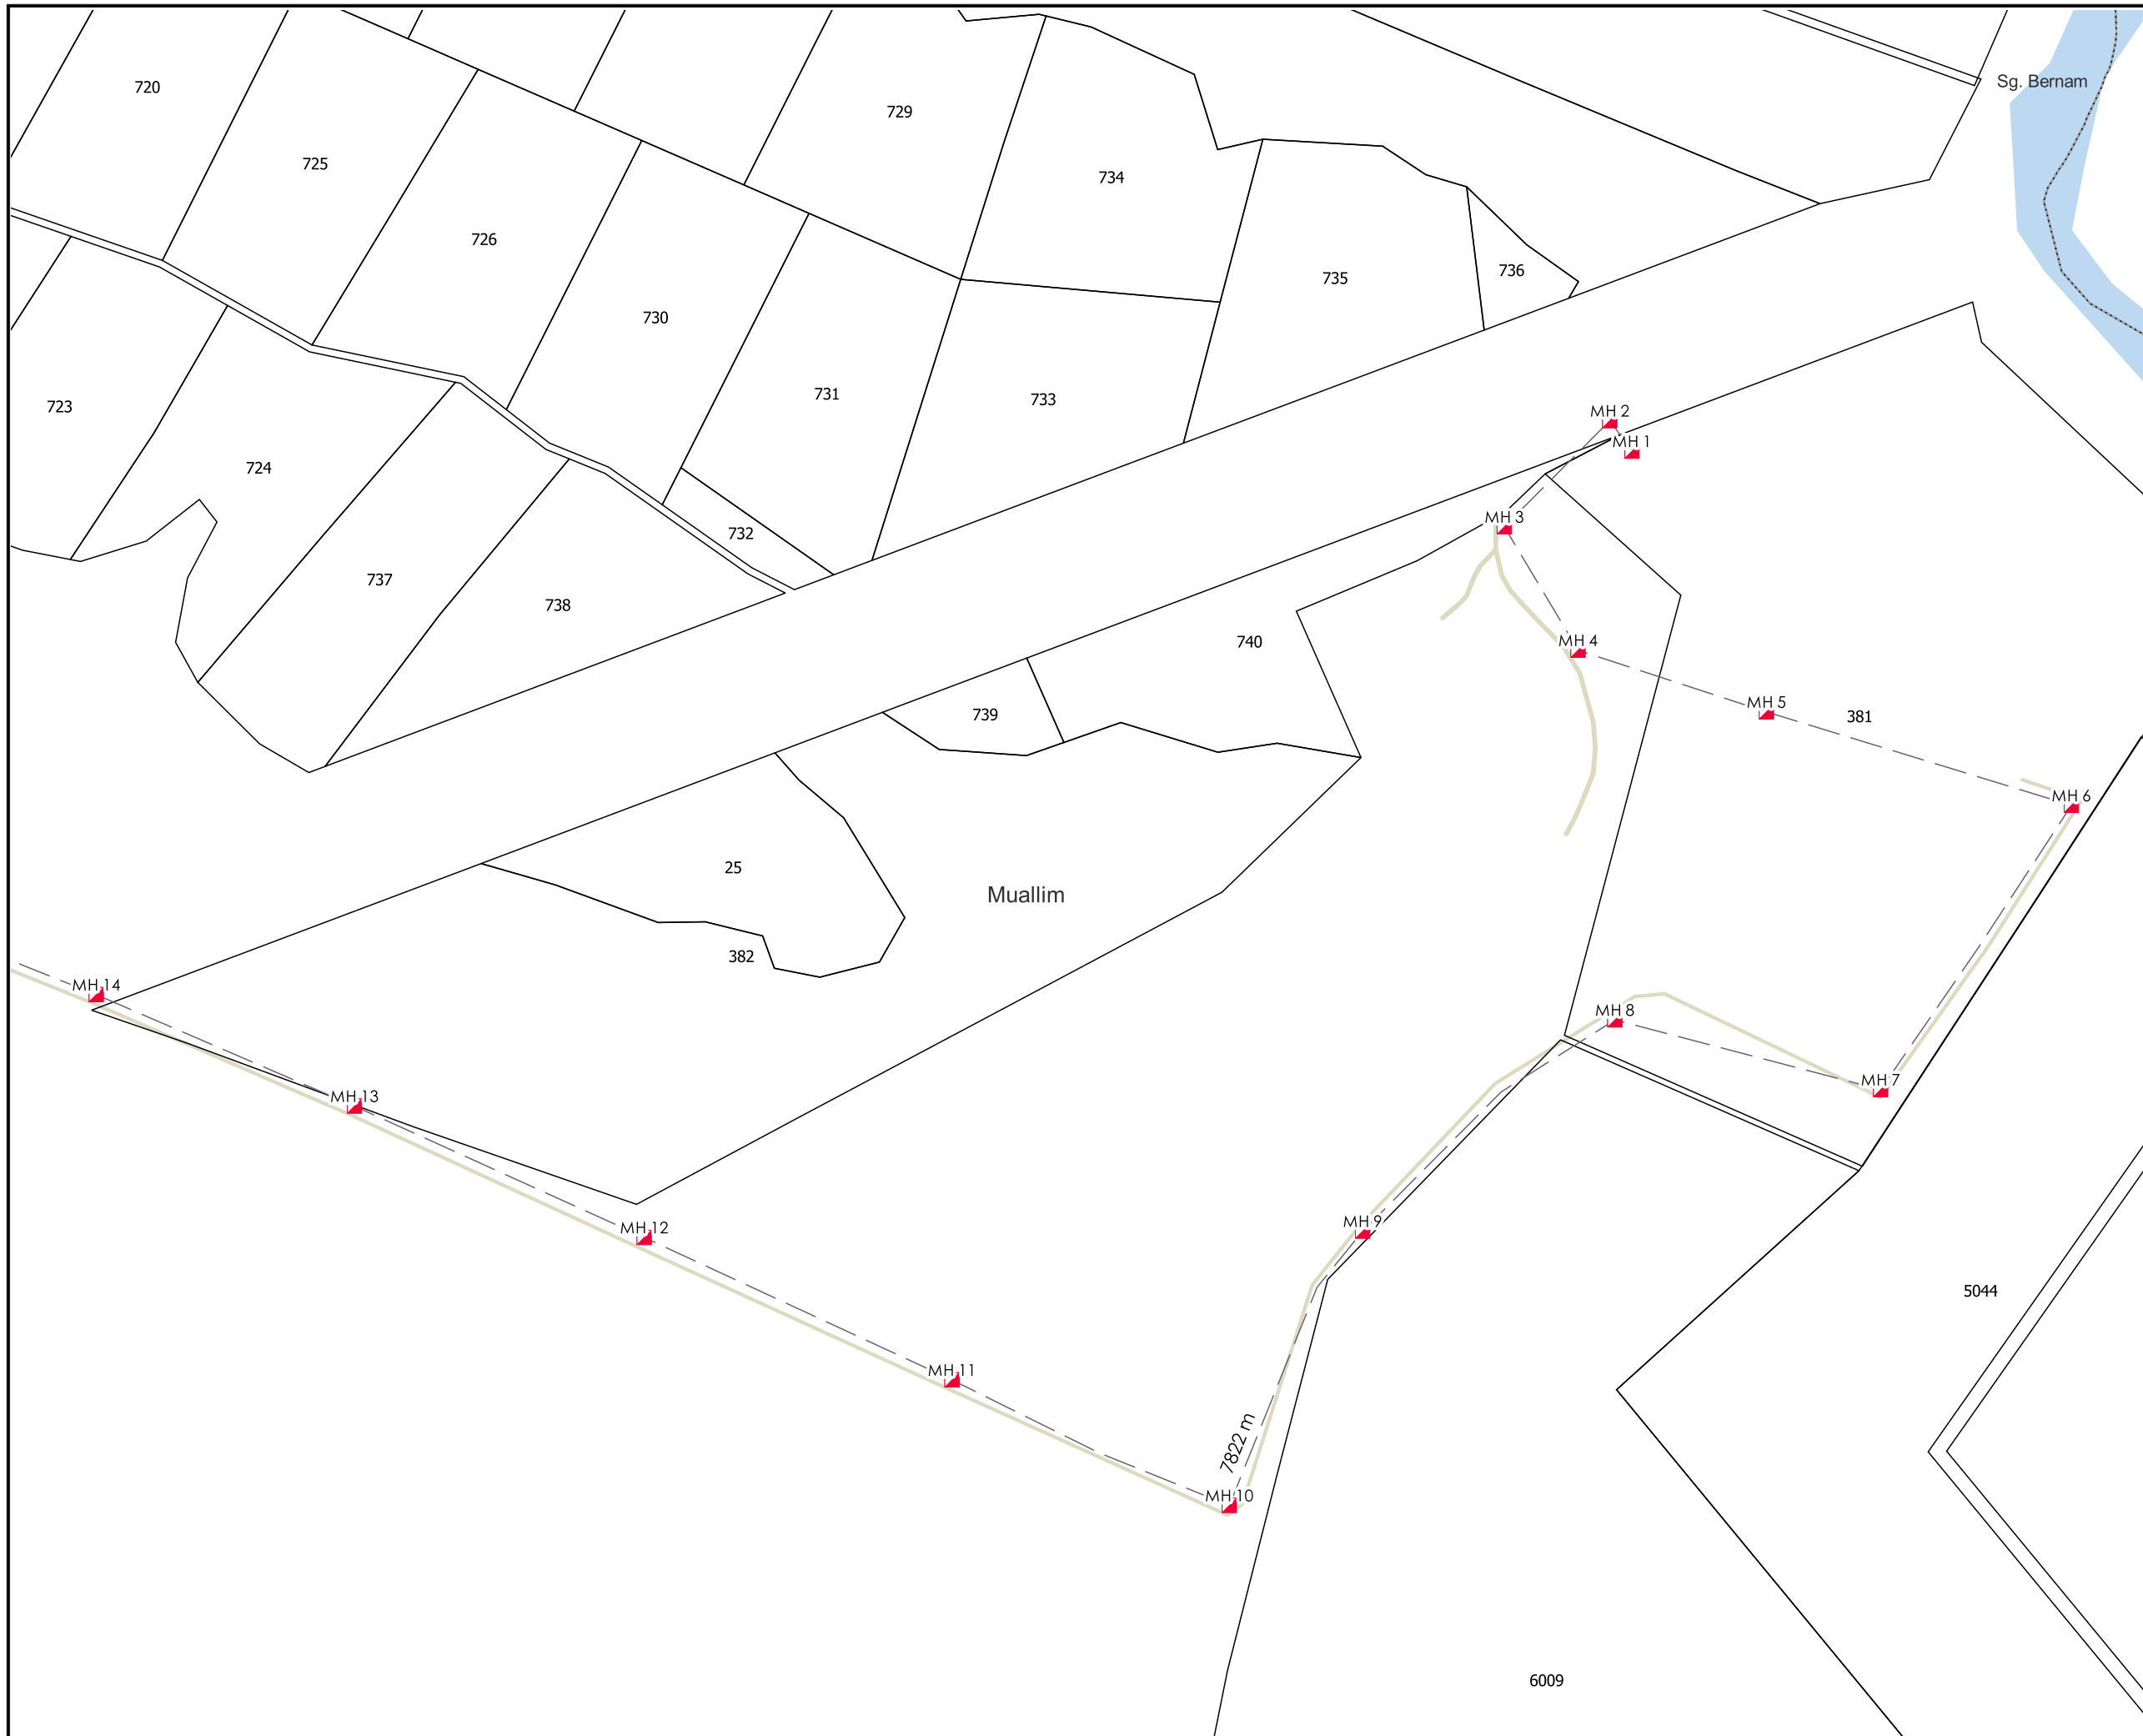 Sg. Bernam
720
729
725
734
726
736
735
730
731
733
723
MH 2
MH 1
724
MH 3
732
737
738
740
MH 4
MH 5
739
381
MH 6
25
Muallim
382
MH 14
MH 8
MH 7
MH 13
MH 9
MH 12
5044
MH 11
7822 m
MH 10
6009